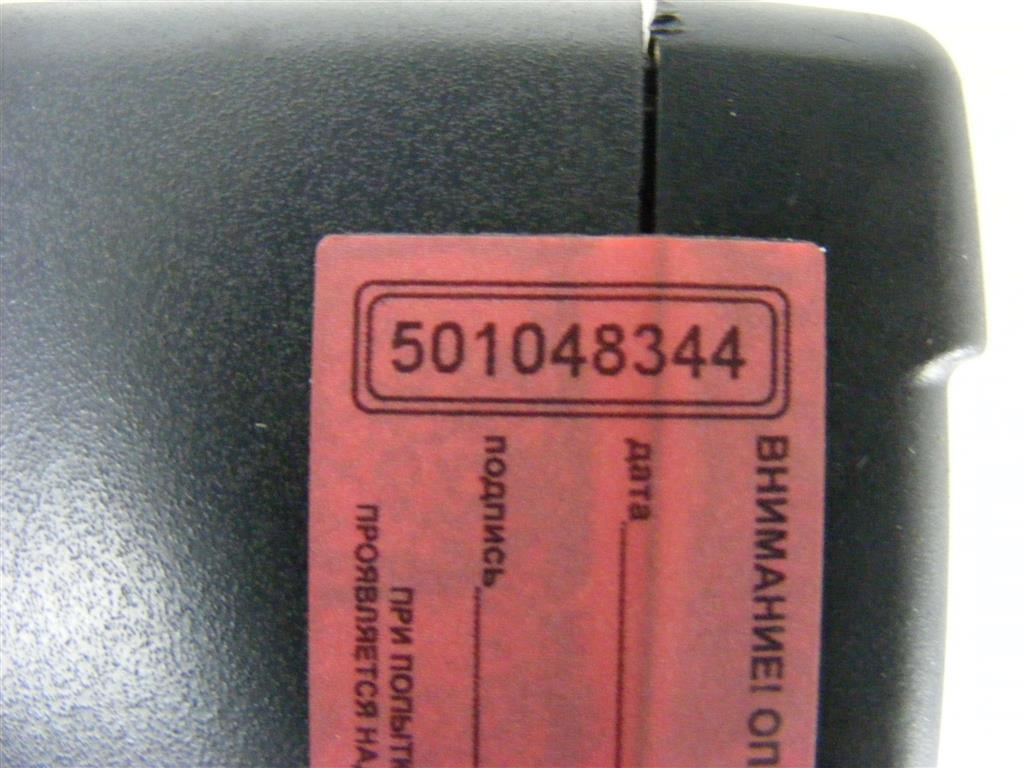 501048344
ВНИМАНИЕ! ОП
дата
подпись
ПРИ ПОПЫТ
ПРОЯВЛЯЕТСЯ НА